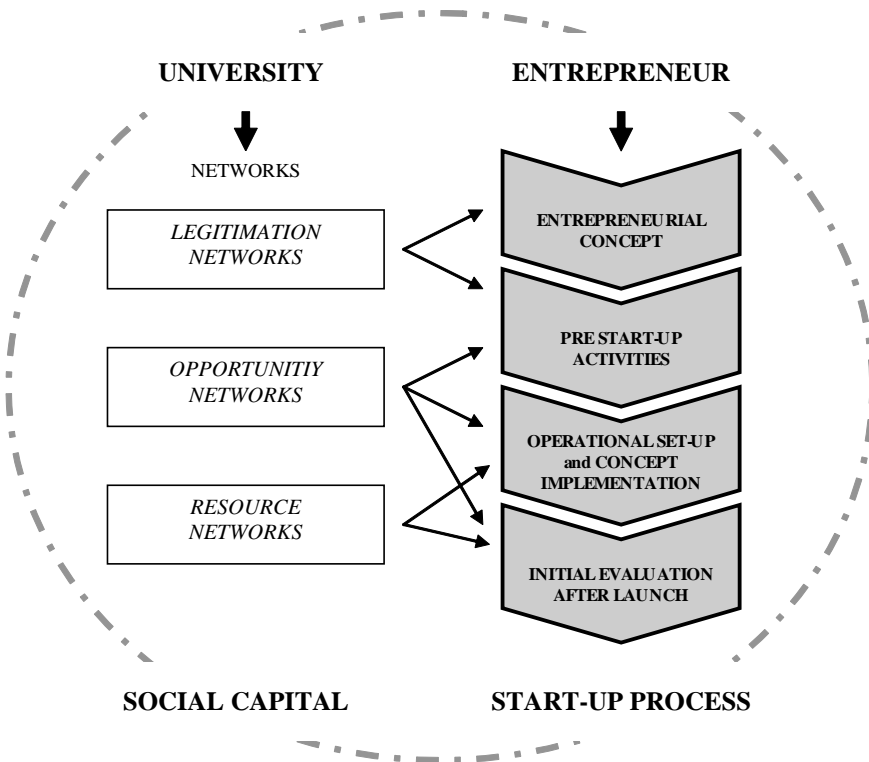 UNIVERSITY
ENTREPRENEUR
NETWORKS
LEGITIMATION
NETWORKS
OPPORTUNITIY
NETWORKS
RESOURCE
NETWORKS
ENTREPRENEURIAL
CONCEPT
PRE START-UP
ACTIVITIES
OPERATIONAL SET-UP
and CONCEPT
IMPLEMENTATION
INITIAL EVALUATION
AFTER LAUNCH
SOCIAL CAPITAL
START-UP PROCESS